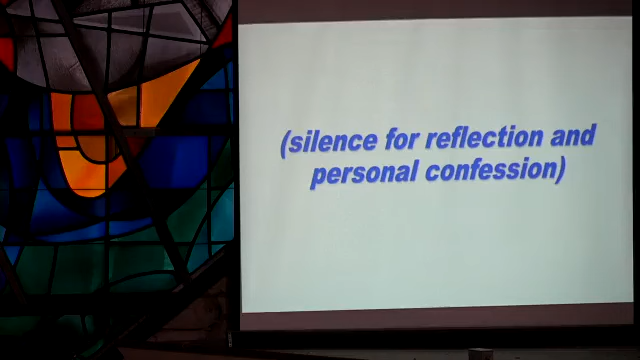 (silence for reflection and
personal confession)